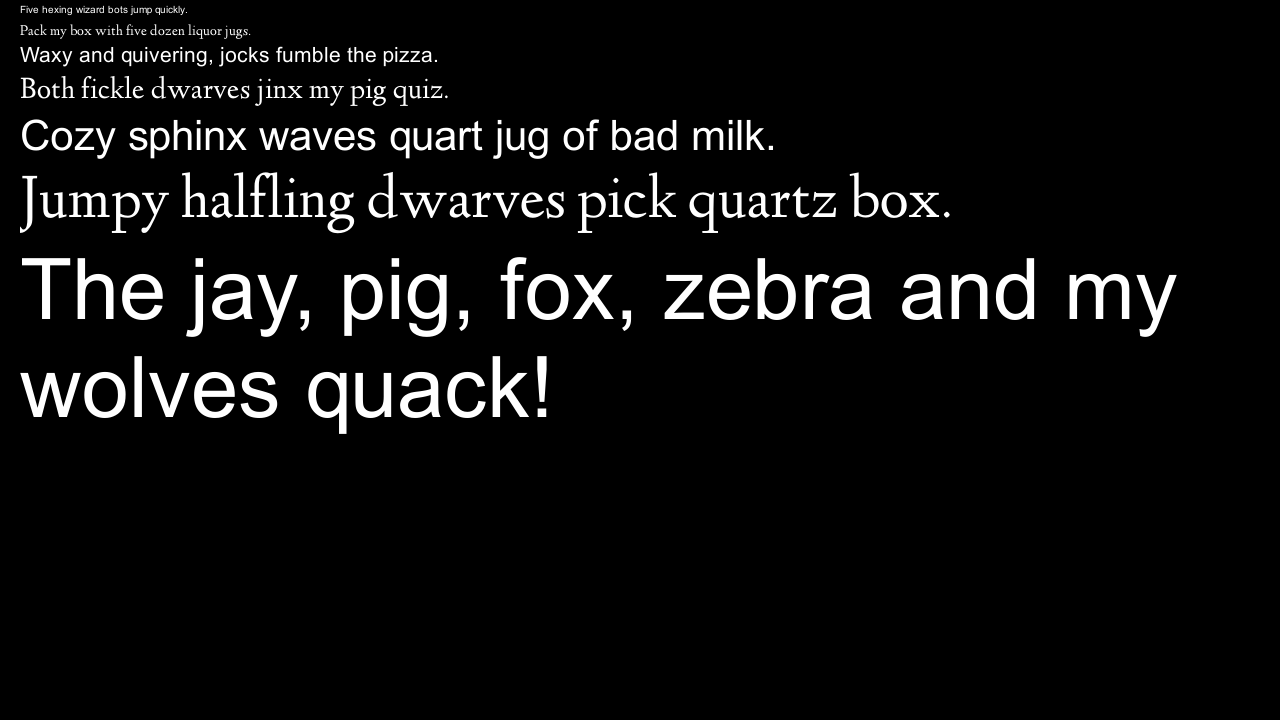 Five hexing wizard bots jump quickly.
Pack my box with five dozen liquor jugs.
Waxy and quivering, jocks fumble the pizza.
Both fickle dwarves jinx my pig quiz.
Cozy sphinx waves quart jug of bad milk.
Jumpy halfling dwarves pick quartz box.
The jay, pig, fox, zebra and my
wolves quack!